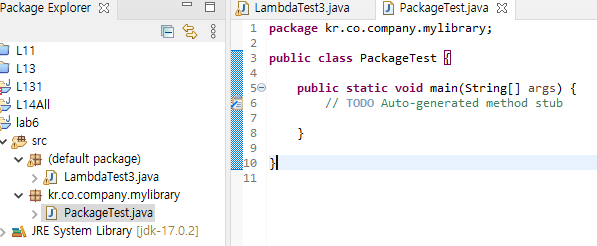 Package Explorer
L11
L13
L131
L14All
lab6
src
(default package)
LambdaTest3.java
kr.co.company.mylibrary
PackageTest.java
JRE System Library [jdk-17.0.2]
LambdaTest3.java
PackageTest.java
1 package kr.co.company.mylibrary;
2
3 public class PackageTest {
4
5 public static void main(String[] args) {
6 // TODO Auto-generated method stub
7
8 }
9
10 }
11